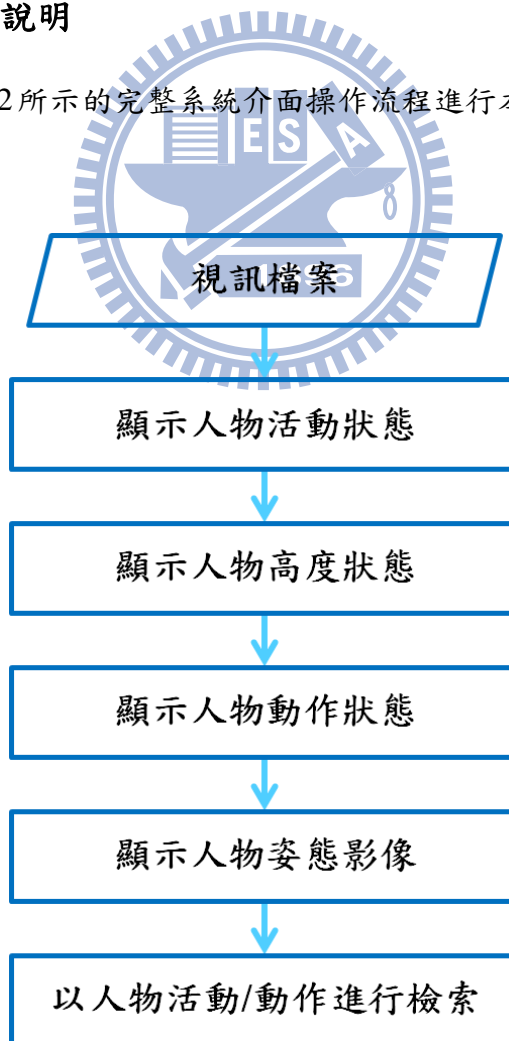 說明
2所示的完整系統介面操作流程進行本
E S A
1896
視訊檔案
顯示人物活動狀態
顯示人物高度狀態
顯示人物動作狀態
顯示人物姿態影像
以人物活動/動作進行檢索